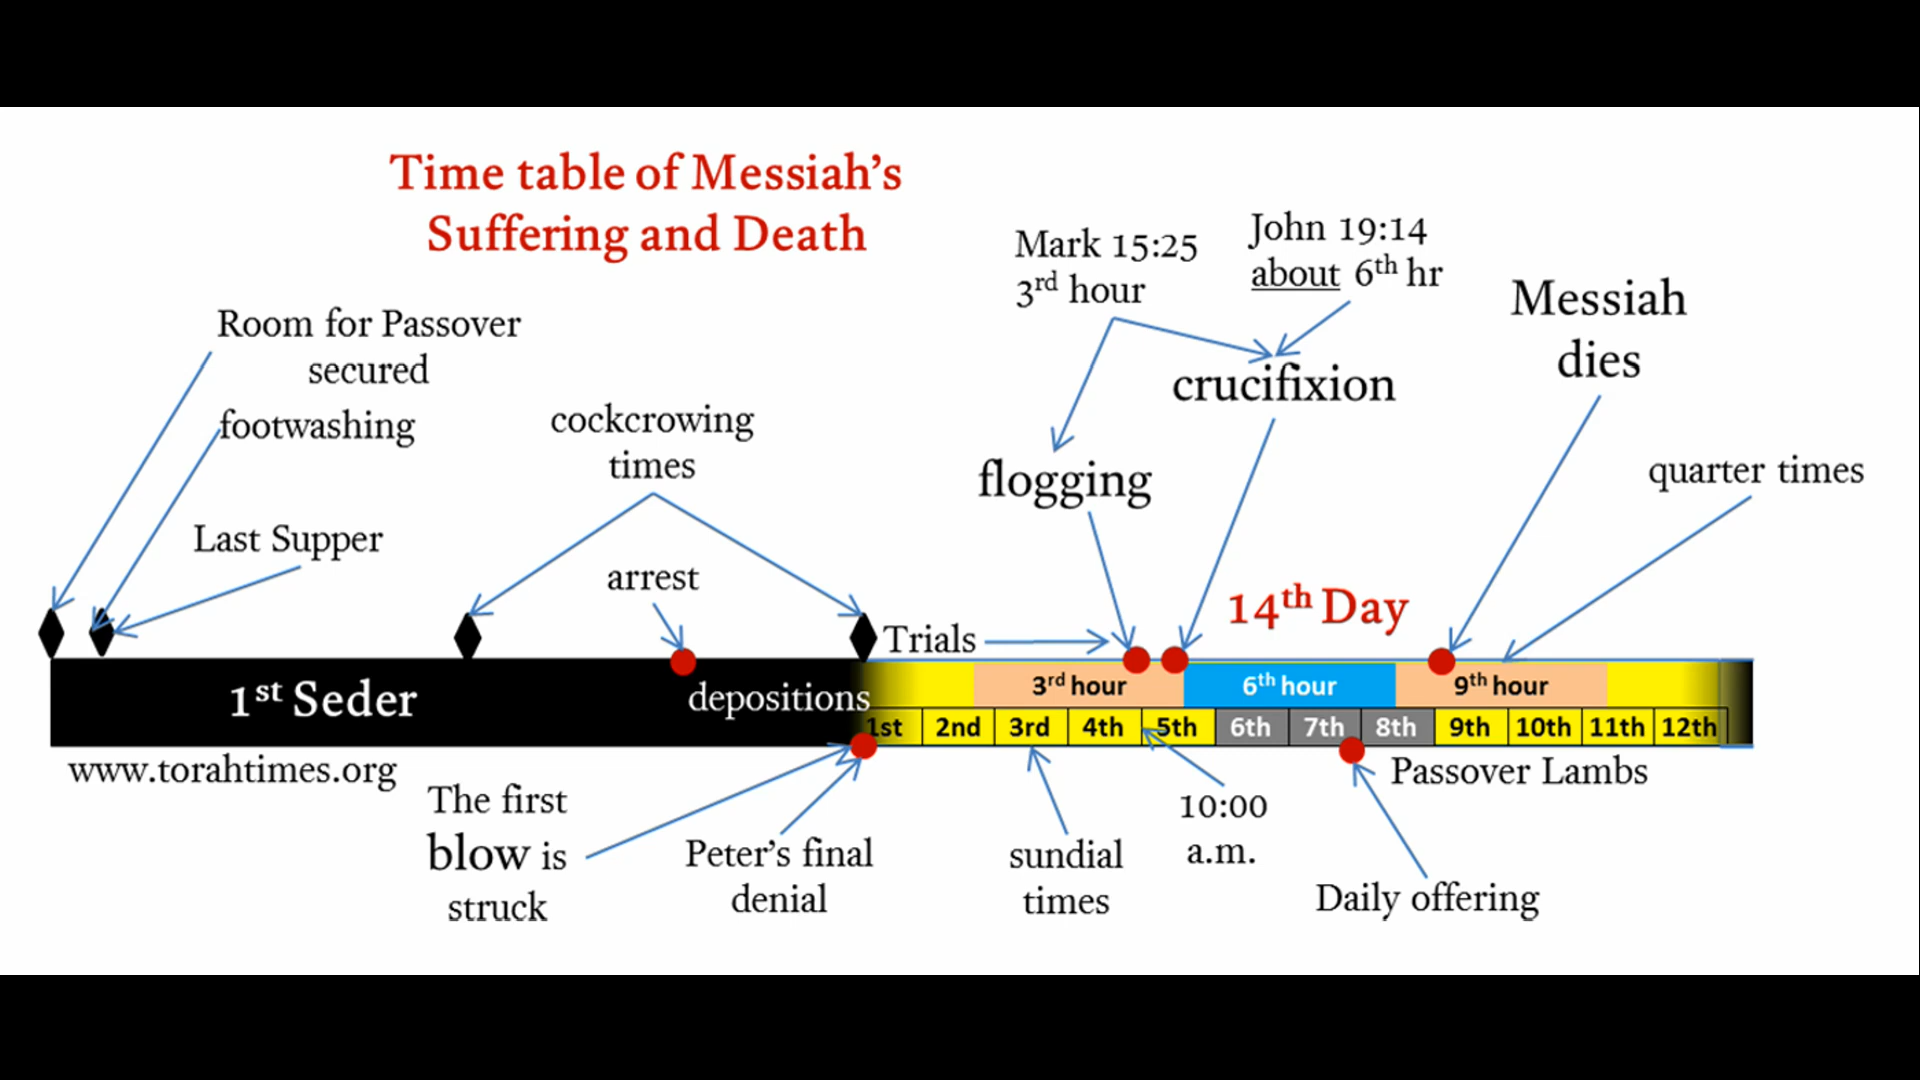 Time table of Messiah's
Suffering and Death
Mark 15:25
3rd hour
John 19:14
about 6th hr
Messiah
dies
Room for Passover
secured
footwashing
cockcrowing
times
crucifixion
flogging
quarter times
Last Supper
arrest
14th Day
Trials
1st Seder
depositions
3rd hour
6th hour
9th hour
1st 2nd 3rd 4th 5th 6th 7th 8th 9th 10th 11th 12th
www.torahtimes.org
The first
blow is
struck
Peter's final
denial
sundial
times
10:00
a.m.
Passover Lambs
Daily offering